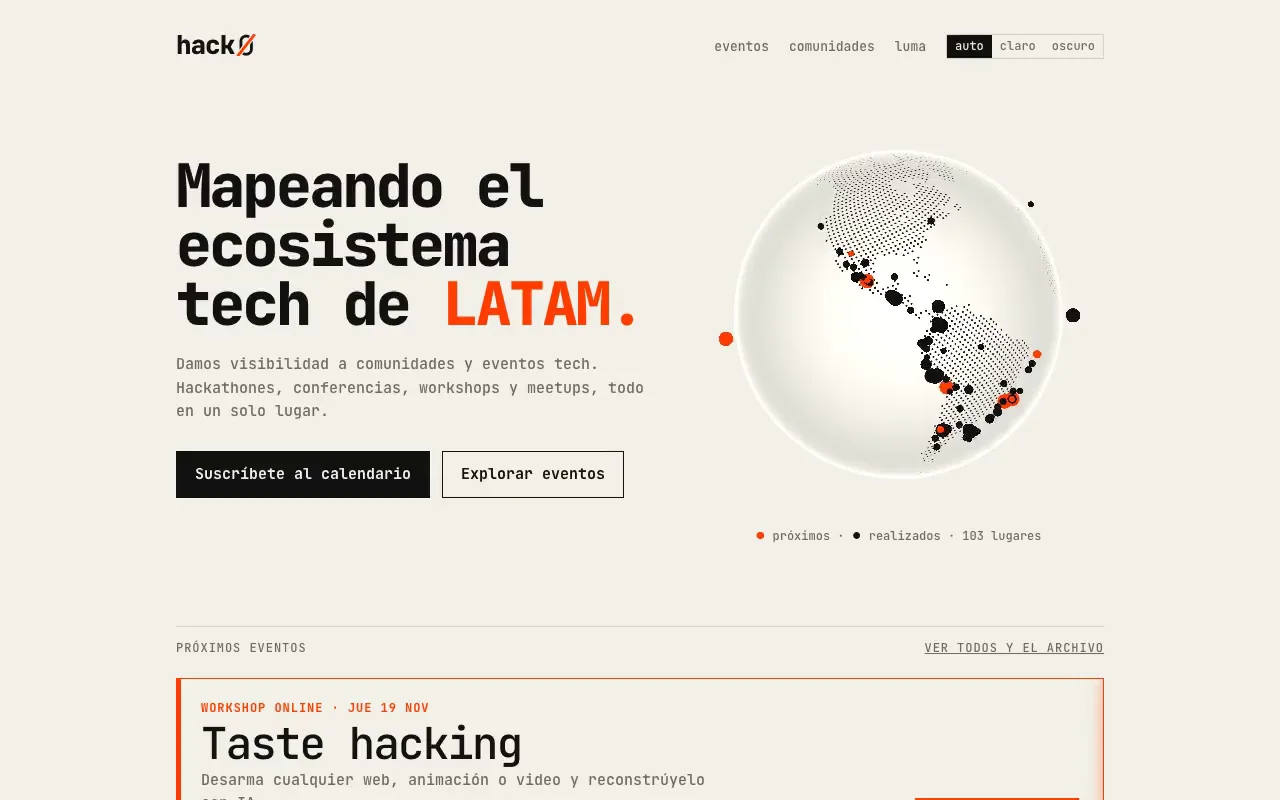 hack0
eventos comunidades luma auto claro oscuro
Mapeando el
ecosistema
tech de LATAM.
Damos visibilidad a comunidades y eventos tech.
Hackathones, conferencias, workshops y meetups, todo
en un solo lugar.
Suscríbete al calendario Explorar eventos
próximos · realizados · 103 lugares
PRÓXIMOS EVENTOS VER TODOS Y EL ARCHIVO
WORKSHOP ONLINE · JUE 19 NOV
Taste hacking
Desarma cualquier web, animación o video y reconstrúyelo